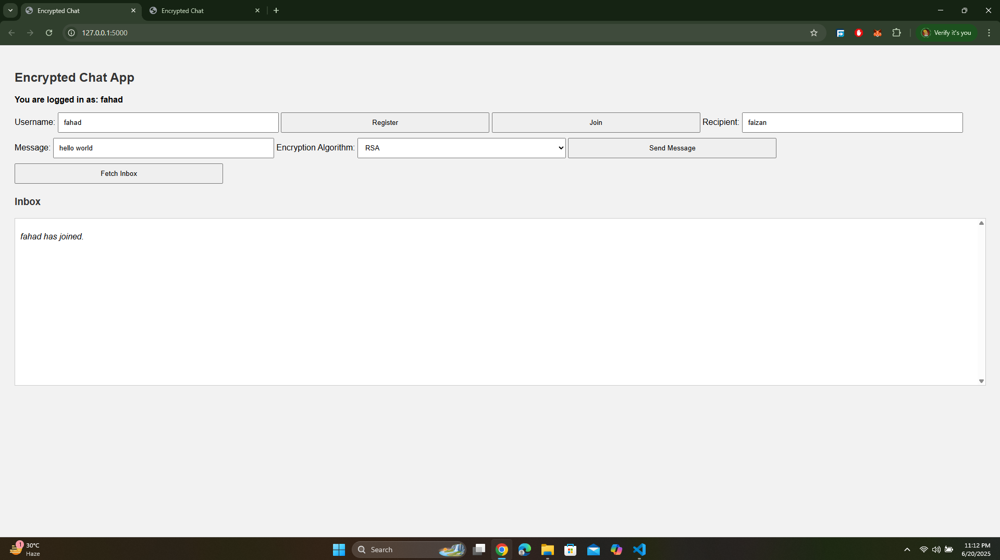 Encrypted Chat
Encrypted Chat
127.0.0.1:5000
Verify it's you
Encrypted Chat App
You are logged in as: fahad
Username: fahad Register Join Recipient: faizan
Message: hello world Encryption Algorithm: RSA Send Message
Fetch Inbox
Inbox
fahad has joined.
1
30°C
Haze
Search
11:12 PM
6/20/2025